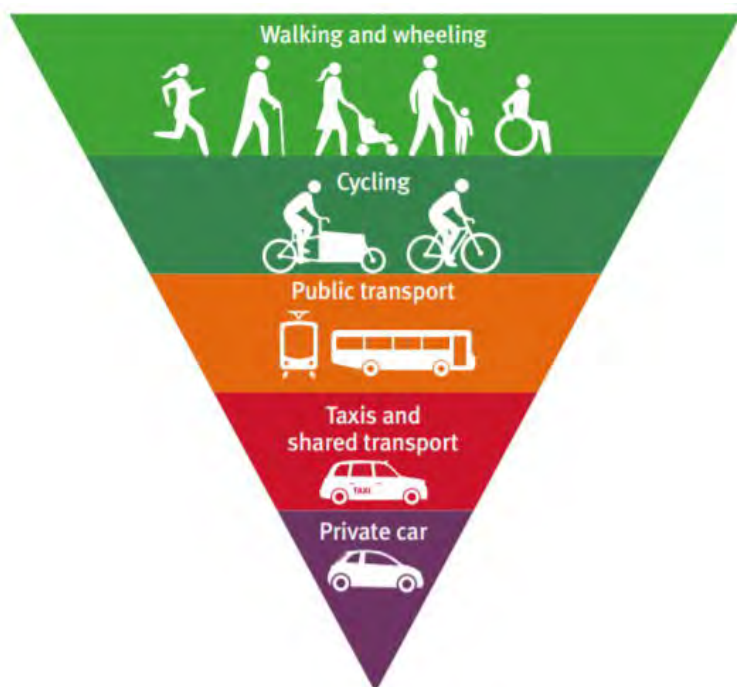 Walking and wheeling
Cycling
Public transport
Taxis and
shared transport
TAXI
Private car